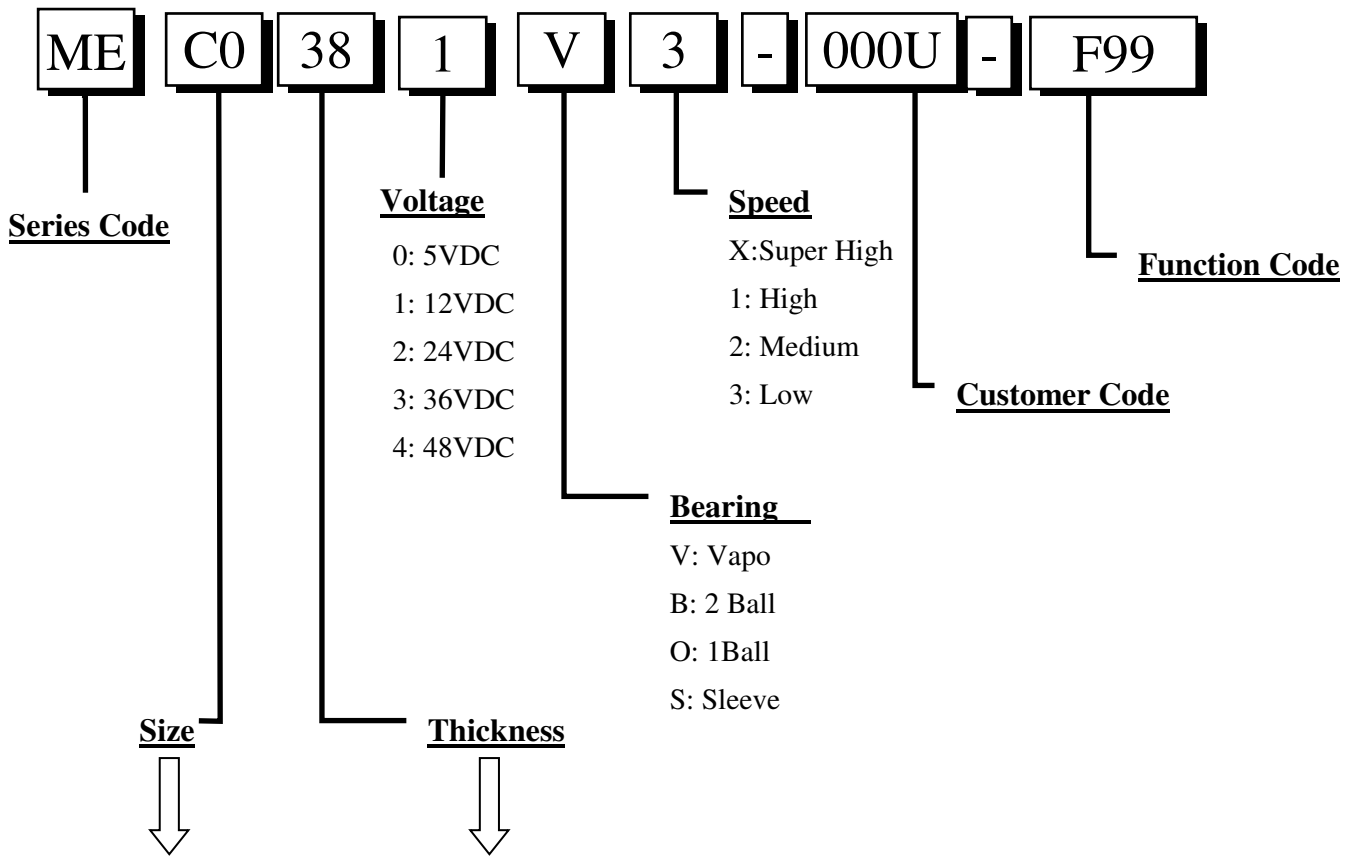 ME C0 38 1 V 3 - 000U - F99
Series Code
Voltage
0: 5VDC
1: 12VDC
2: 24VDC
3: 36VDC
4: 48VDC
Speed
X:Super High
1: High
2: Medium
3: Low
Function Code
Customer Code
Bearing
V: Vapo
B: 2 Ball
O: 1Ball
S: Sleeve
Size
Thickness